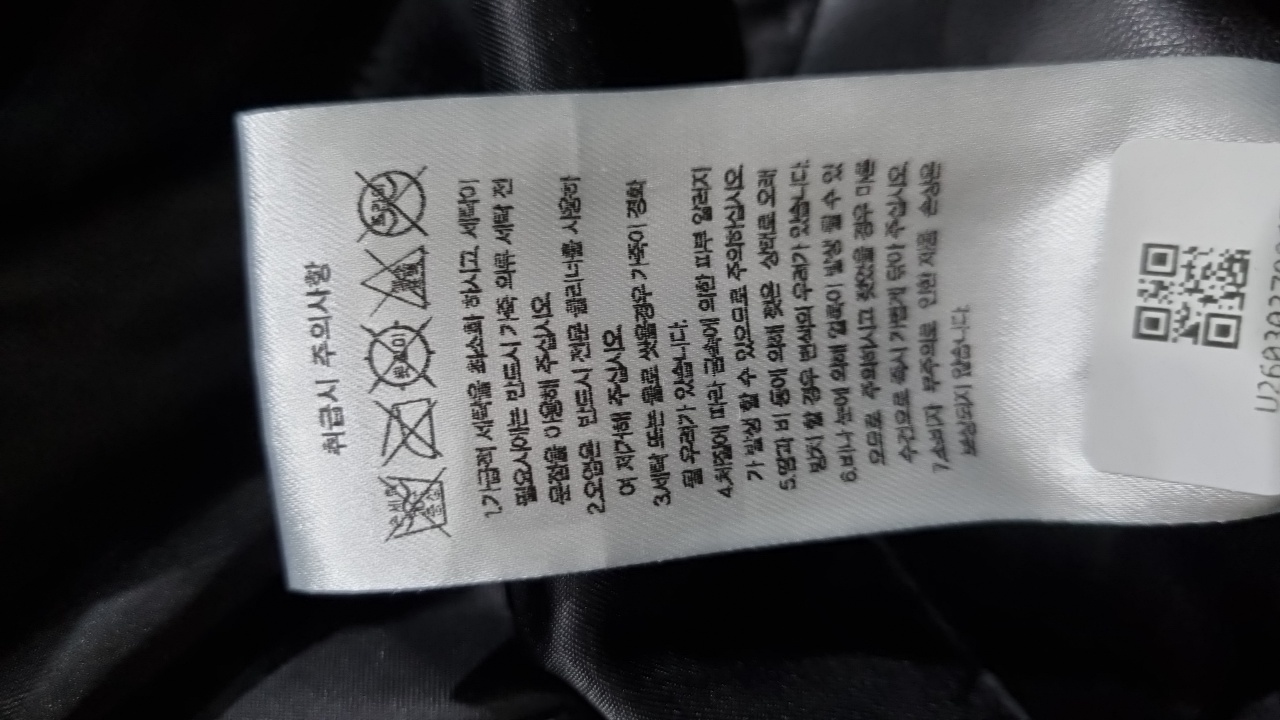 취급시 주의사항
드라이
1.가급적 세탁을 최소화 하시고, 세탁이
필요시에는 반드시 가죽 의류 세탁 전
문점을 이용해 주십시오.
2.오염은 반드시 전문 클리너를 사용하
여 제거해 주십시오.
3.세탁 또는 물로 씻을경우 가죽이 경화
될 우려가 있습니다.
4.체질에 따라 금속에 의한 피부 알러지
가 발생 할 수 있으므로 주의하십시오.
5.땀과 비 등에 의해 젖은 상태로 오래
방치 할 경우 변색의 우려가 있습니다.
6.비나 눈에 의해 얼룩이 발생 될 수 있
으므로 주의하시고 젖었을 경우 마른
수건으로 즉시 가볍게 닦아 주십시오.
7.소비자 부주의로 인한 제품 손상은
보상되지 않습니다.